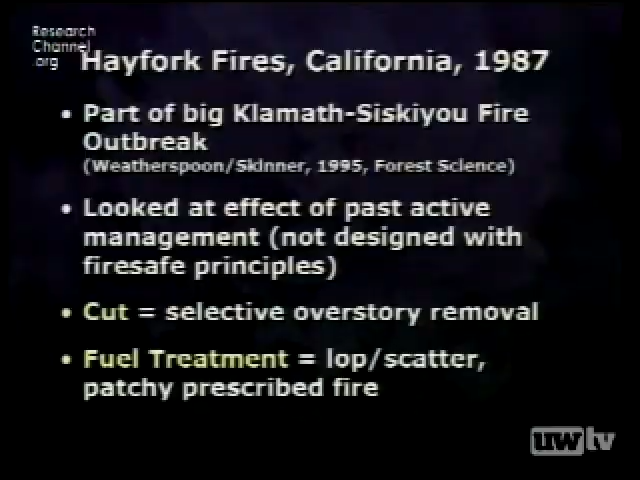 Research
Channel
.org
Hayfork Fires, California, 1987
• Part of big Klamath-Siskiyou Fire
Outbreak
(Weatherspoon/Skinner, 1995, Forest Science)
• Looked at effect of past active
management (not designed with
firesafe principles)
• Cut = selective overstory removal
• Fuel Treatment = lop/scatter,
patchy prescribed fire
uwtv